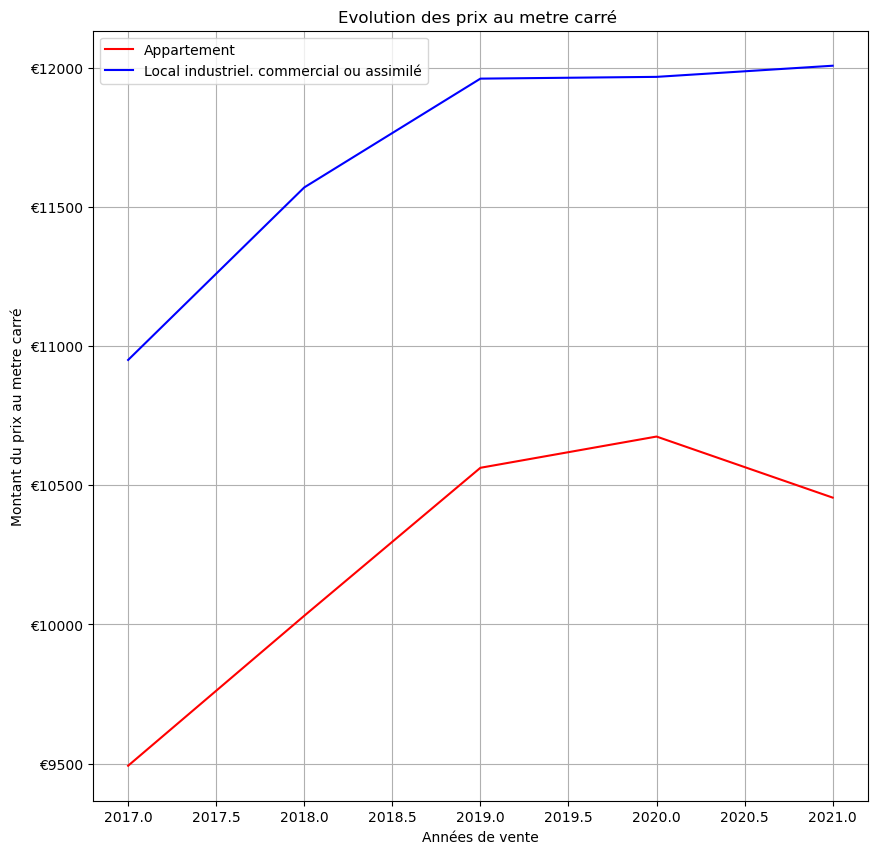 Evolution des prix au metre carré
Appartement
Local industriel. commercial ou assimilé
€12000
€11500
€11000
€10500
€10000
€9500
Montant du prix au metre carré
2017.0 2017.5 2018.0 2018.5 2019.0 2019.5 2020.0 2020.5 2021.0
Années de vente